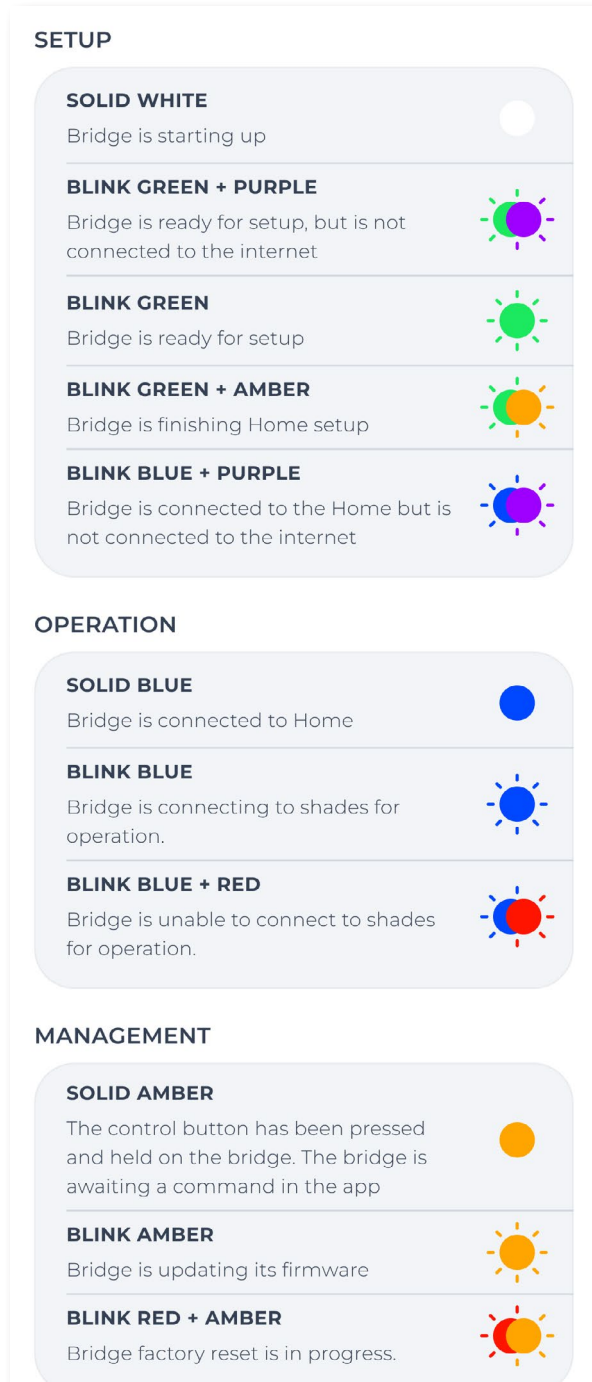 SETUP
SOLID WHITE
Bridge is starting up
BLINK GREEN + PURPLE
Bridge is ready for setup, but is not
connected to the internet
BLINK GREEN
Bridge is ready for setup
BLINK GREEN + AMBER
Bridge is finishing Home setup
BLINK BLUE + PURPLE
Bridge is connected to the Home but is
not connected to the internet
OPERATION
SOLID BLUE
Bridge is connected to Home
BLINK BLUE
Bridge is connecting to shades for
operation.
BLINK BLUE + RED
Bridge is unable to connect to shades
for operation.
MANAGEMENT
SOLID AMBER
The control button has been pressed
and held on the bridge. The bridge is
awaiting a command in the app
BLINK AMBER
Bridge is updating its firmware
BLINK RED + AMBER
Bridge factory reset is in progress.